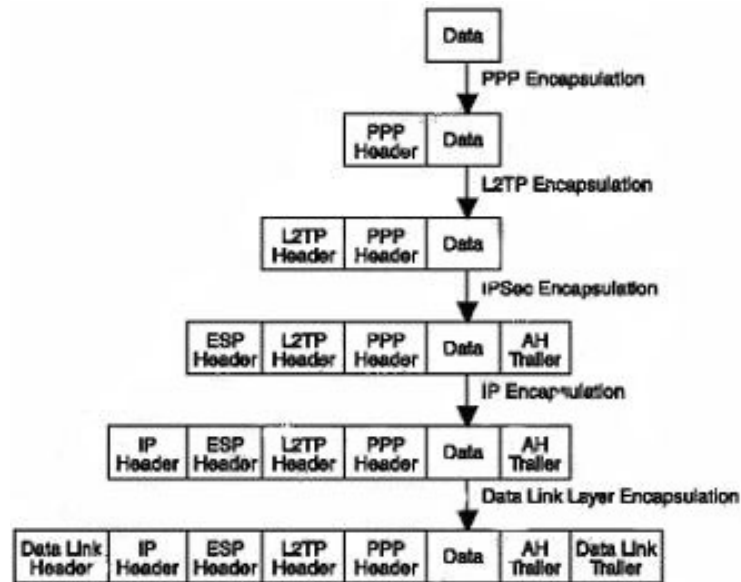 Data
PPP Encapsulation
PPP Header Data
L2TP Encapsulation
L2TP Header PPP Header Data
IPSec Encapsulation
ESP Header L2TP Header PPP Header Data AH Trailer
IP Encapsulation
IP Header ESP Header L2TP Header PPP Header Data AH Trailer
Data Link Layer Encapsulation
Data Link Header IP Header ESP Header L2TP Header PPP Header Data AH Trailer Data Link Trailer